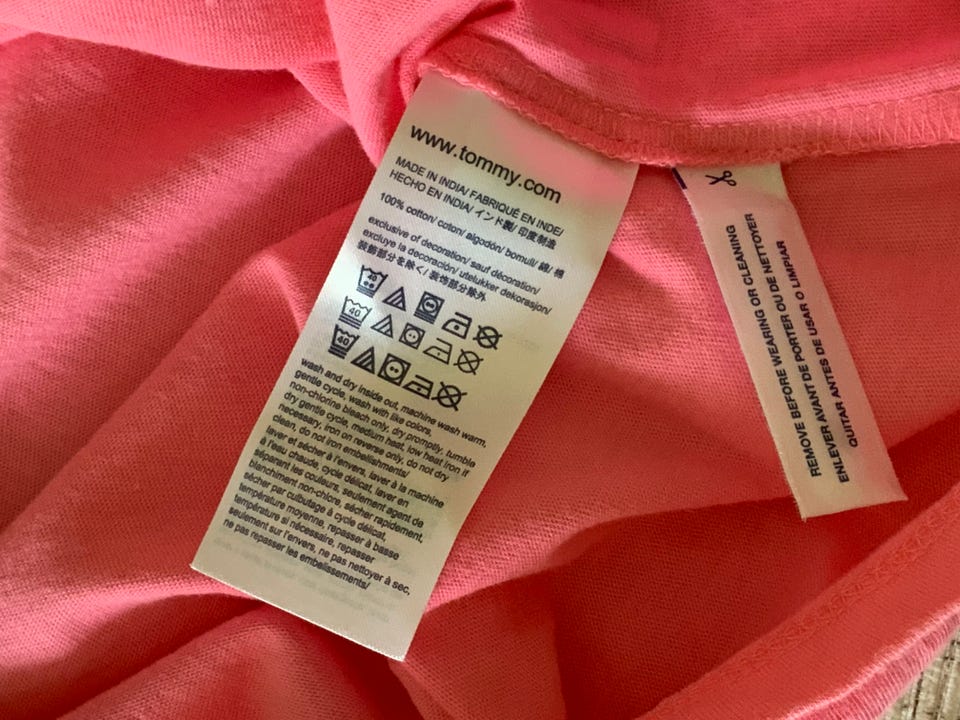 www.tommy.com
MADE IN INDIA/ FABRIQUÉ EN INDE/
HECHO EN INDIA/ インド製/ 印度制造
100% cotton/ coton/ algodón/ bomull/ 綿/ 棉
exclusive of decoration/ sauf décoration/
excluye la decoración/ utelukker dekorasjon/
装飾部分を除く/ 装饰部分除外
40
40
40
wash and dry inside out, machine wash warm,
gentle cycle, wash with like colors,
non-chlorine bleach only, dry promptly, tumble
dry gentle cycle, medium heat, low heat iron if
necessary, iron on reverse only, do not dry
clean, do not iron embellishments/
laver et sécher à l'envers, laver à la machine
à l'eau chaude, cycle délicat, laver en
séparant les couleurs, seulement agent de
blanchiment non-chlore, sécher rapidement,
sécher par culbutage à cycle délicat,
température moyenne, repasser à basse
température si nécessaire, repasser
seulement sur l'envers, ne pas nettoyer à sec,
ne pas repasser les embellissements/
REMOVE BEFORE WEARING OR CLEANING
ENLEVER AVANT DE PORTER OU DE NETTOYER
QUITAR ANTES DE USAR O LIMPIAR